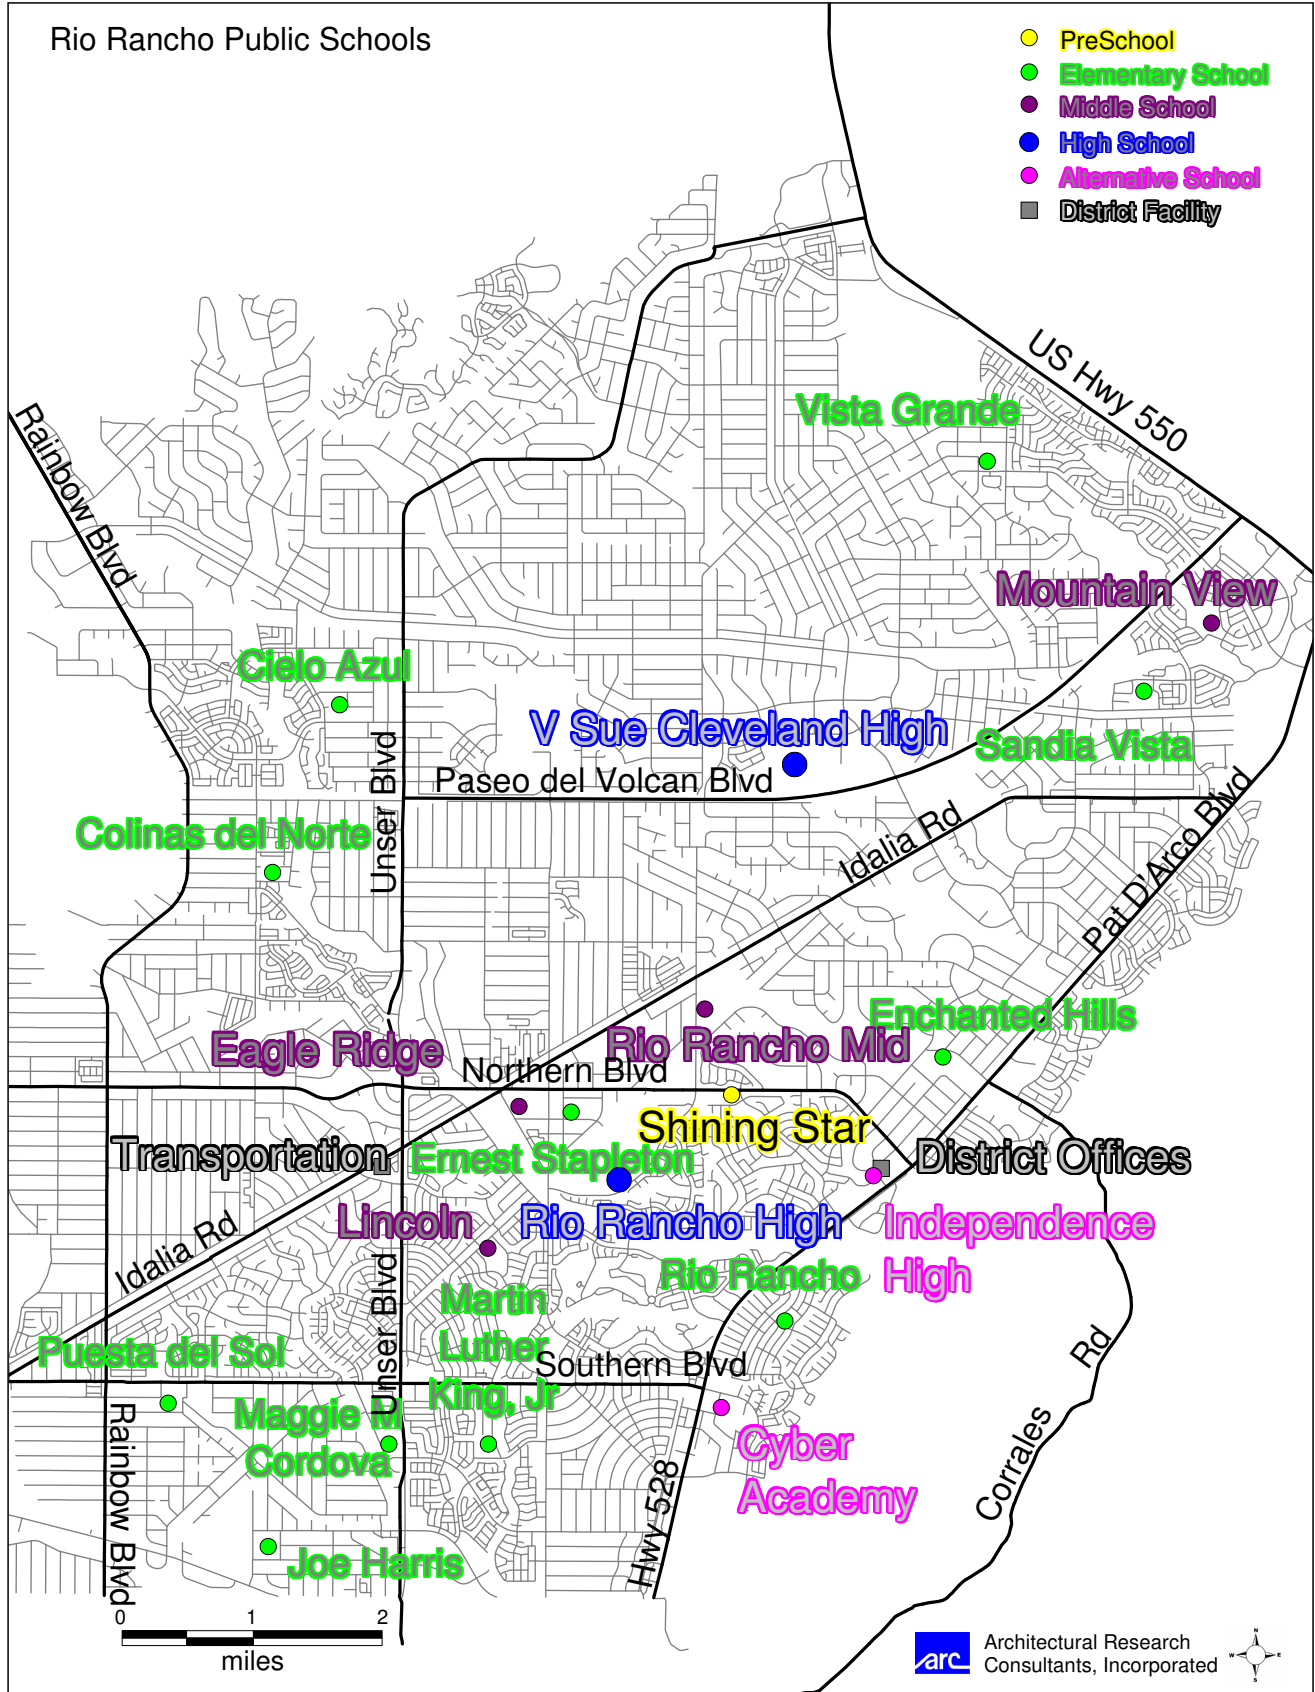 Rio Rancho Public Schools
PreSchool
Elementary School
Middle School
High School
Alternative School
District Facility
US Hwy 550
Vista Grande
Rainbow Blvd
Mountain View
Cielo Azul
V Sue Cleveland High
Sandia Vista
Unser Blvd
Paseo del Volcan Blvd
Idalia Rd
Colinas del Norte
Pat D'Arco Blvd
Enchanted Hills
Eagle Ridge
Rio Rancho Mid
Northern Blvd
Shining Star
Transportation
Ernest Stapleton
District Offices
Lincoln
Rio Rancho High
Independence
High
Idalia Rd
Rio Rancho
Unser Blvd
Martin
Luther
King, Jr
Puesta del Sol
Southern Blvd
Rd
Corrales
Maggie M
Cordova
Rainbow Blvd
Cyber
Academy
Hwy 528
Joe Harris
0 1 2
miles
arc
Architectural Research
Consultants, Incorporated
N
W E
S